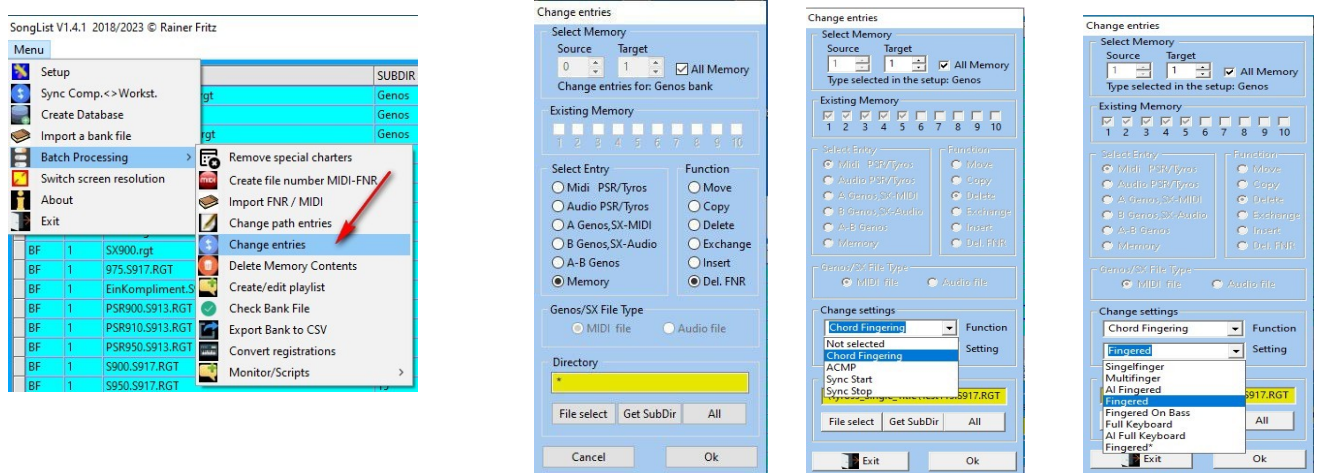 SongList V1.4.1 2018/2023 © Rainer Fritz
Menu
Setup
Sync Comp.<>Workst.
Create Database
Import a bank file
Batch Processing >
Switch screen resolution
About
Exit
SUBDIR
rgt Genos
Genos
rgt Genos
Remove special charters
Create file number MIDI-FNR
Import FNR / MIDI
Change path entries
Change entries
Delete Memory Contents
Create/edit playlist
Check Bank File
Export Bank to CSV
Convert registrations
Monitor/Scripts >
BF 1 SX900.rgt
BF 1 975.S917.RGT
BF 1 EinKompliment.S
BF 1 PSR900.S913.RGT
BF 1 PSR910.S913.RGT
BF 1 PSR950.S913.RGT
BF 1 S900.S917.RGT
BF 1 S950.S917.RGT
Change entries
Select Memory
Source Target
0 1 All Memory
Change entries for: Genos bank
Existing Memory
1 2 3 4 5 6 7 8 9 10
Select Entry Function
Midi PSR/Tyros Move
Audio PSR/Tyros Copy
A Genos,SX-MIDI Delete
B Genos,SX-Audio Exchange
A-B Genos Insert
Memory Del. FNR
Genos/SX File Type
MIDI file Audio file
Directory
*
File select Get SubDir All
Cancel Ok
Change entries
Select Memory
Source Target
1 1 All Memory
Type selected in the setup: Genos
Existing Memory
1 2 3 4 5 6 7 8 9 10
Select Entry Function
Midi PSR/Tyros Move
Audio PSR/Tyros Copy
A Genos,SX-MIDI Delete
B Genos,SX-Audio Exchange
A-B Genos Insert
Memory Del. FNR
Genos/SX File Type
MIDI file Audio file
Change settings
Chord Fingering Function
Not selected
Chord Fingering
Setting
ACMP
Sync Start
Sync Stop
File select Get SubDir All
Exit Ok
Change entries
Select Memory
Source Target
1 1 All Memory
Type selected in the setup: Genos
Existing Memory
1 2 3 4 5 6 7 8 9 10
Select Entry Function
Midi PSR/Tyros Move
Audio PSR/Tyros Copy
A Genos,SX-MIDI Delete
B Genos,SX-Audio Exchange
A-B Genos Insert
Memory Del. FNR
Genos/SX File Type
MIDI file Audio file
Change settings
Chord Fingering Function
Fingered Setting
Singelfinger
Multifinger
AI Fingered
Fingered
Fingered On Bass
Full Keyboard
AI Full Keyboard
Fingered*
S917.RGT
All
Exit Ok